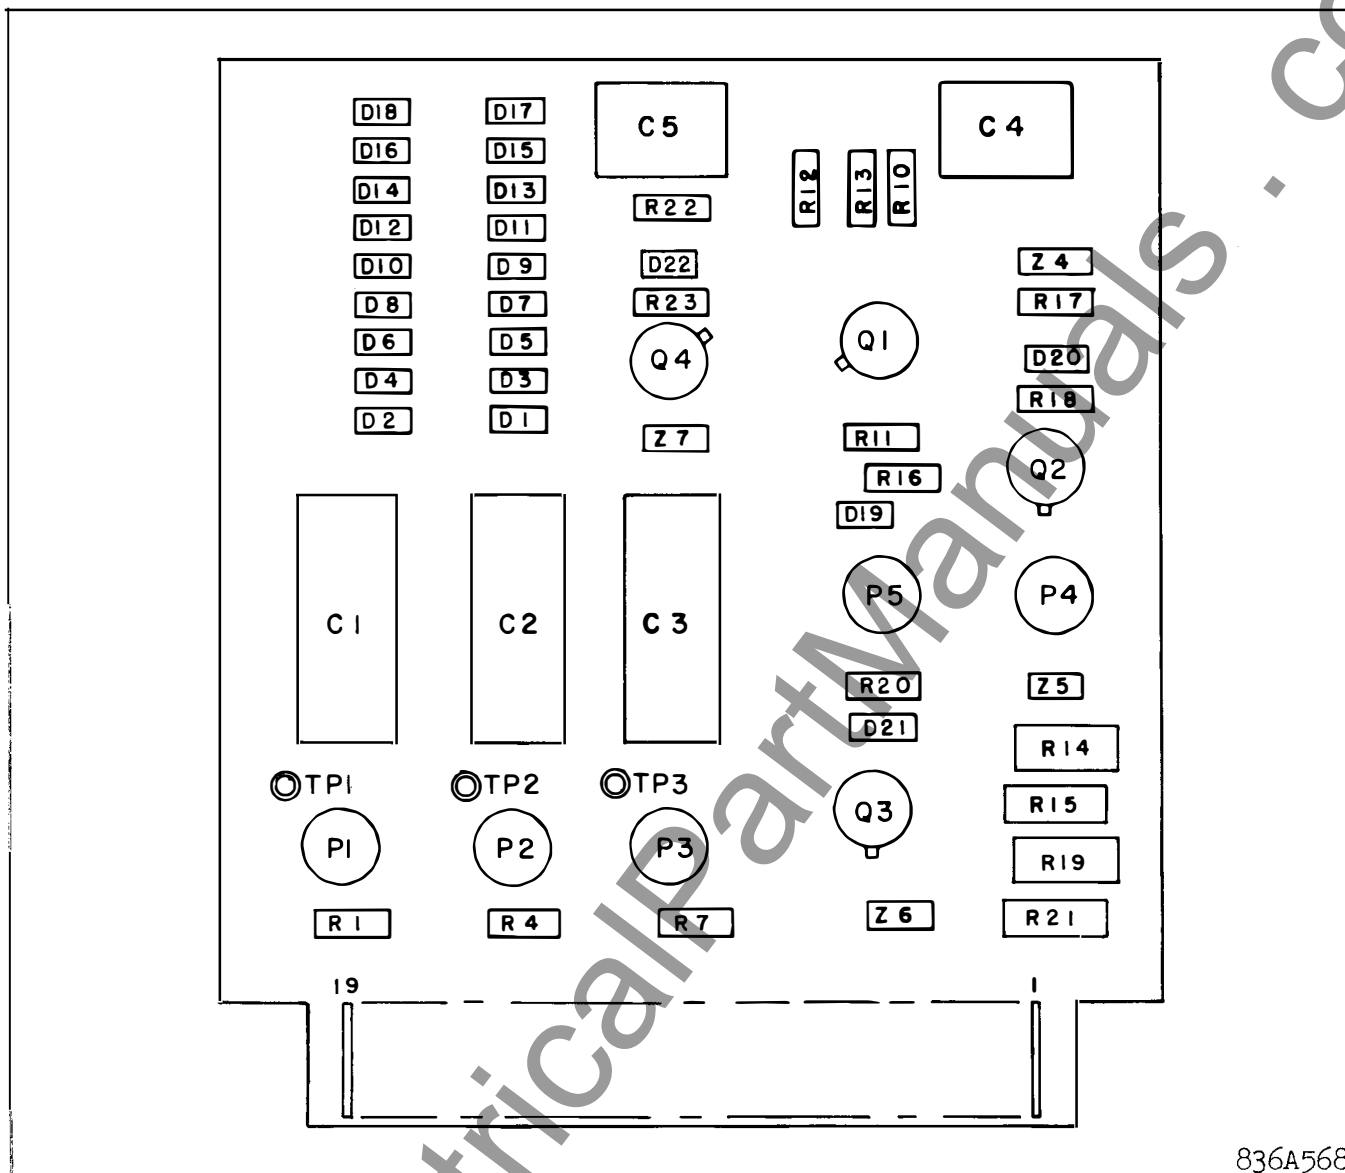 D18 D17 C5 C4
D16 D15
R12 R13 R10
D14 D13
R22
D12 D11
D10 D9 D22 Z4
D8 D7 R23 R17
D6 D5 Q4 Q1 D20
D4 D3 R18
D2 D1 Z7 R11
R16 Q2
D19
C1 C2 C3 P5 P4
R20 Z5
D21 R14
TP1 TP2 TP3
Q3 R15
P1 P2 P3 R19
R1 R4 R7 Z6 R21
19 1
836A568
tricalPartManuals . co